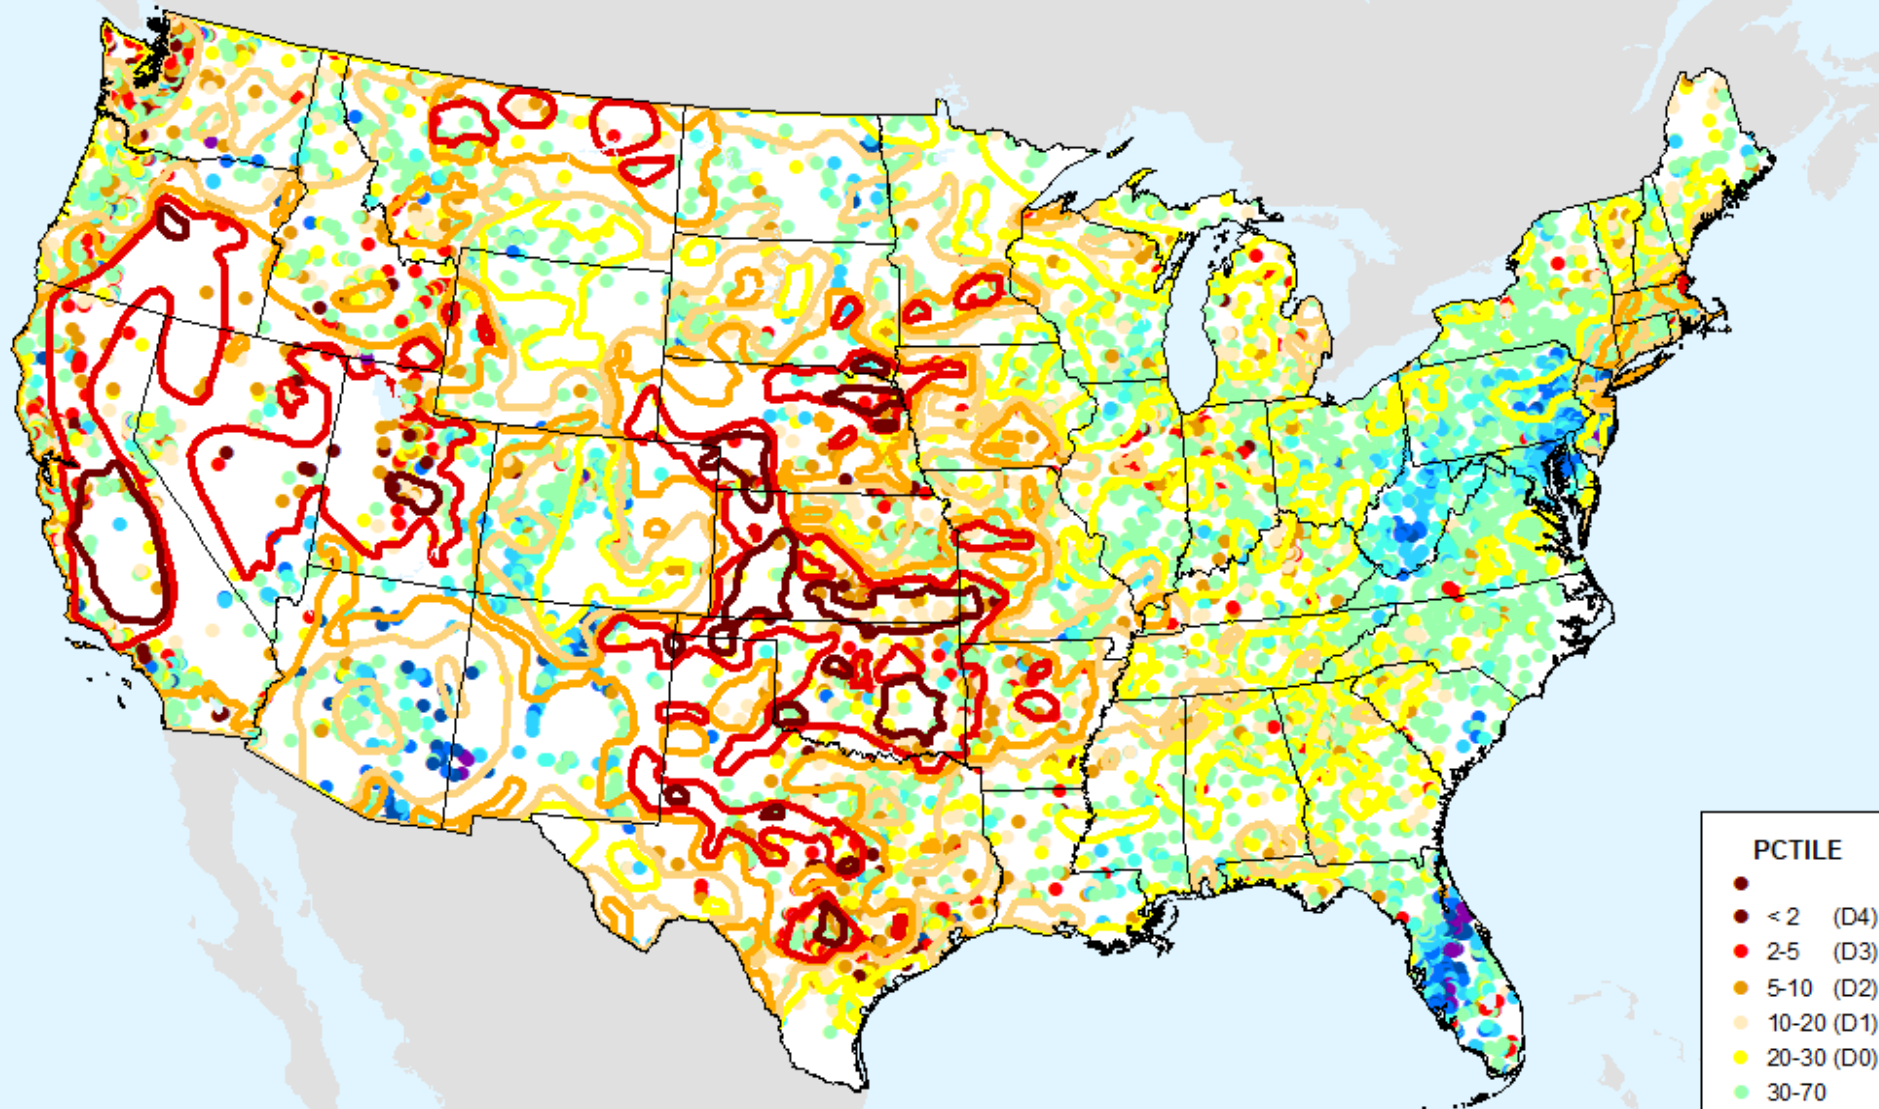 PCTILE
< 2 (D4)
2-5 (D3)
5-10 (D2)
10-20 (D1)
20-30 (D0)
30-70